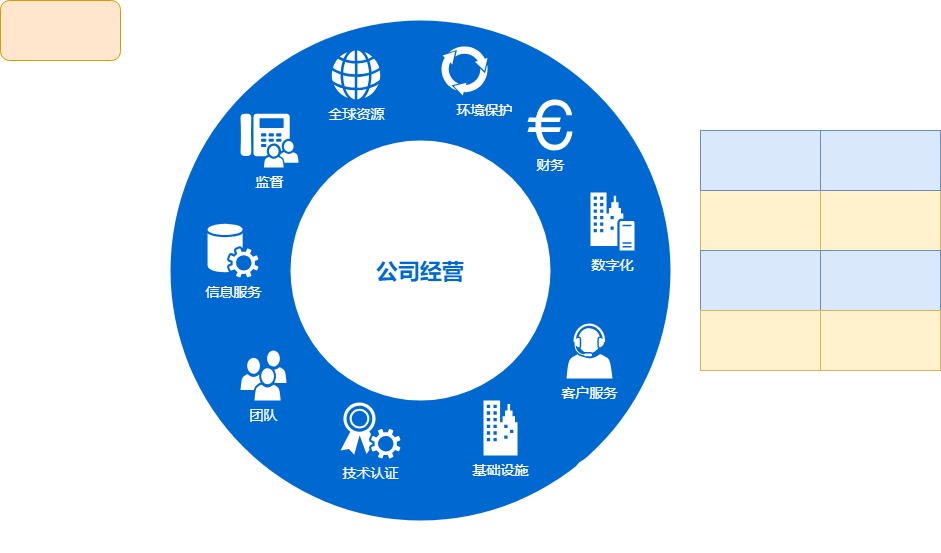 全球资源
环境保护
财务
监督
数字化
公司经营
信息服务
客户服务
团队
技术认证
基础设施